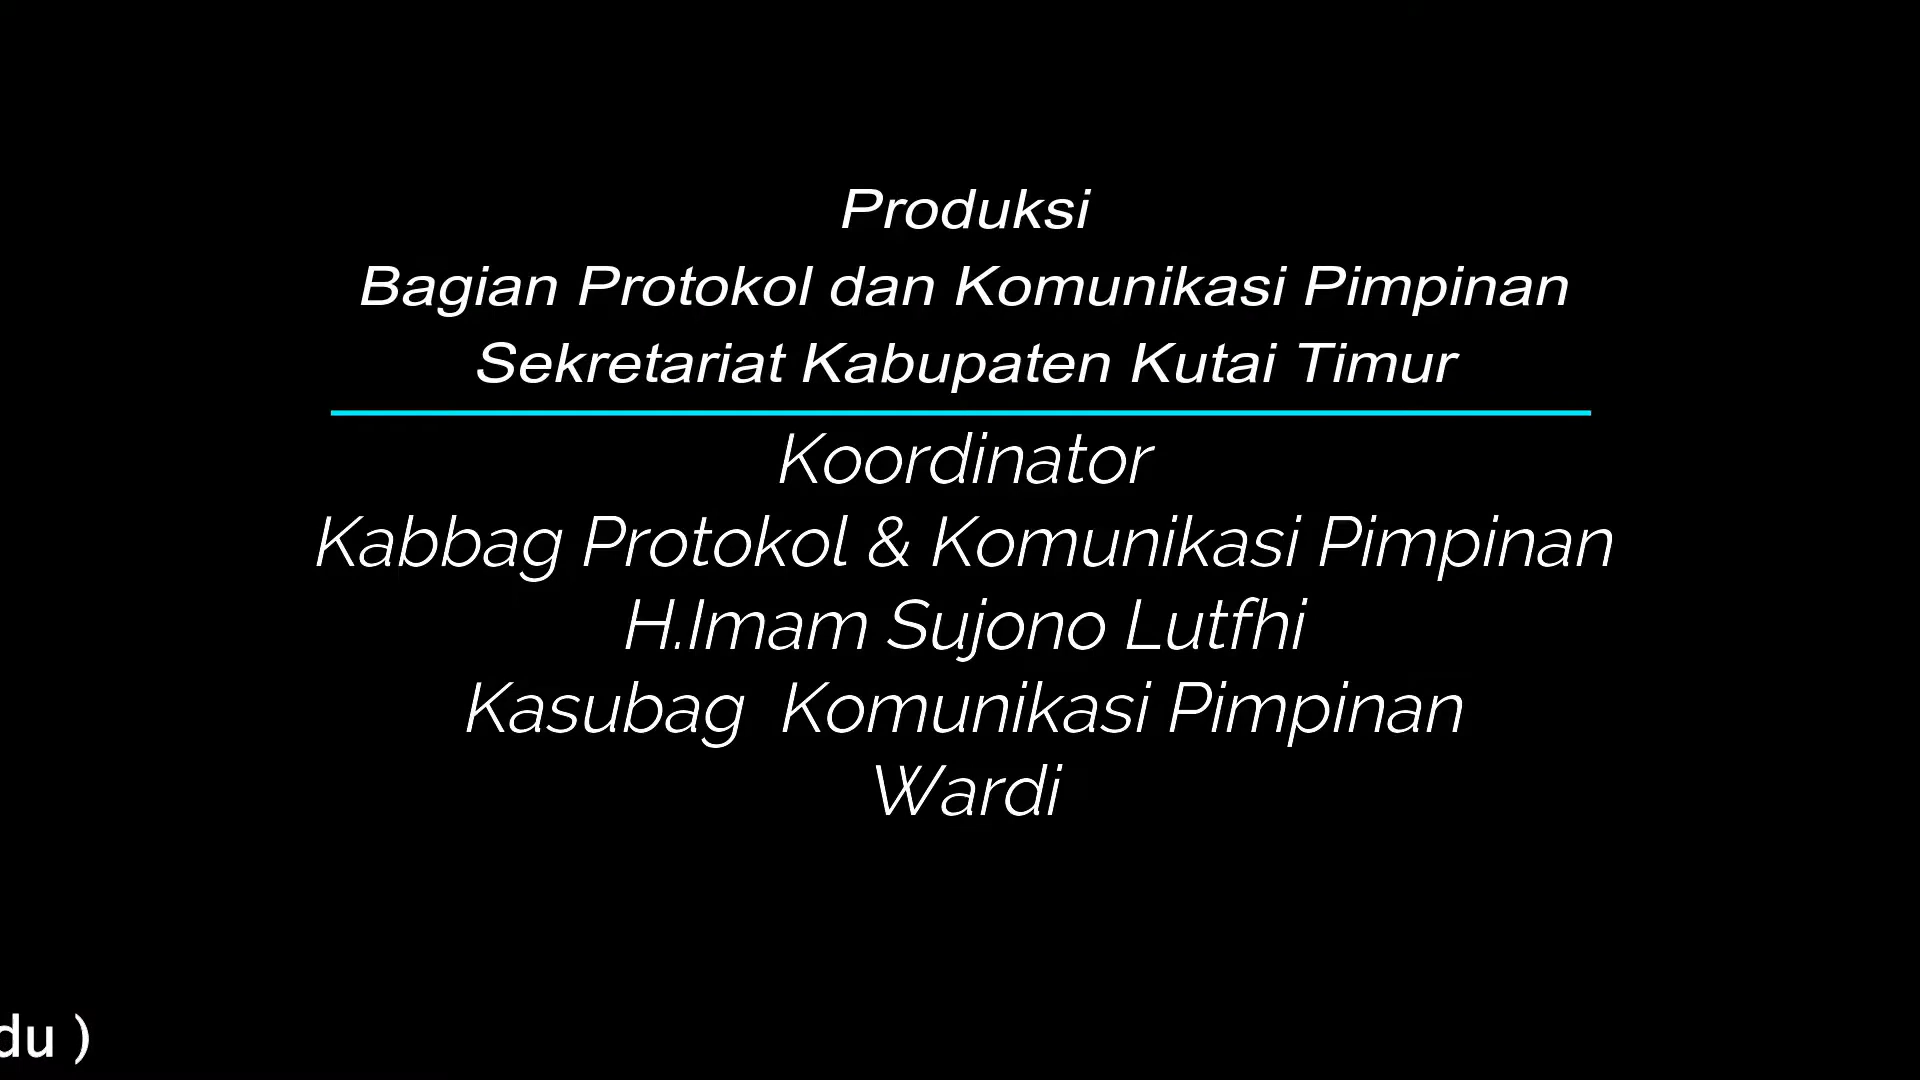 Produksi
Bagian Protokol dan Komunikasi Pimpinan
Sekretariat Kabupaten Kutai Timur
Koordinator
Kabbag Protokol & Komunikasi Pimpinan
H.Imam Sujono Lutfhi
Kasubag  Komunikasi Pimpinan
Wardi
du )